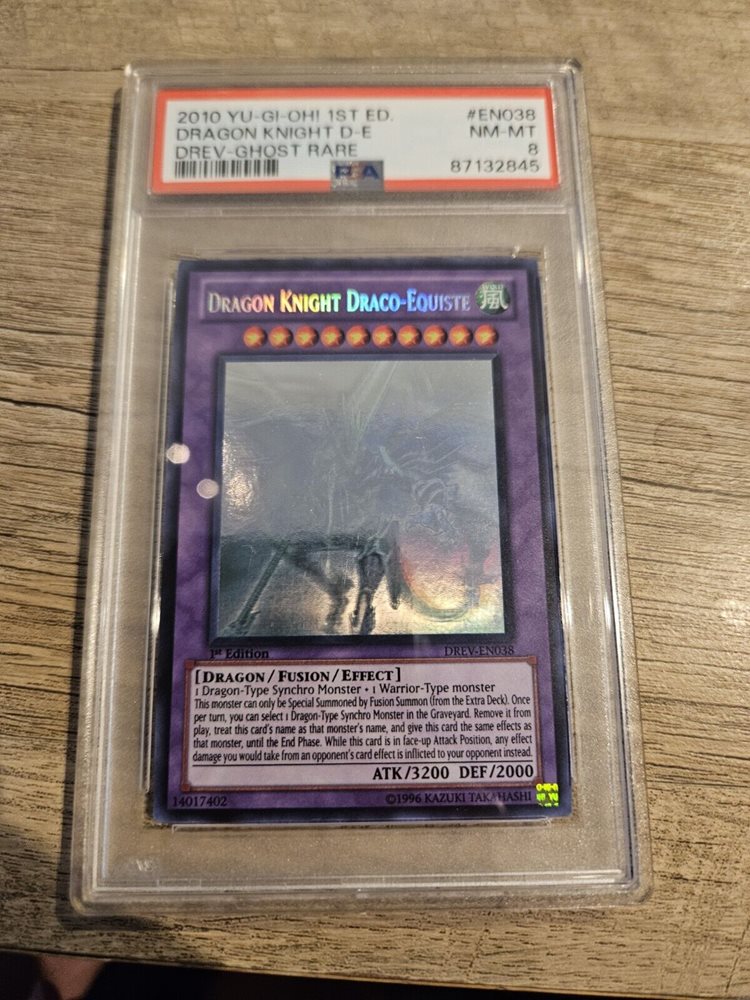 2010 YU-GI-OH! 1ST ED. #EN038
DRAGON KNIGHT D-E NM-MT
DREV-GHOST RARE 8
PSA 87132845
DRAGON KNIGHT DRACO-EQUISTE
WIND 風
1st Edition DREV-EN038
[DRAGON/FUSION/EFFECT]
1 Dragon-Type Synchro Monster + 1 Warrior-Type monster
This monster can only be Special Summoned by Fusion Summon (from the Extra Deck). Once
per turn, you can select 1 Dragon-Type Synchro Monster in the Graveyard. Remove it from
play, treat this card's name as that monster's name, and give this card the same effects as
that monster, until the End Phase. While this card is in face-up Attack Position, any effect
damage you would take from an opponent's card effect is inflicted to your opponent instead.
ATK/3200 DEF/2000
14017402 ©1996 KAZUKI TAKAHASHI